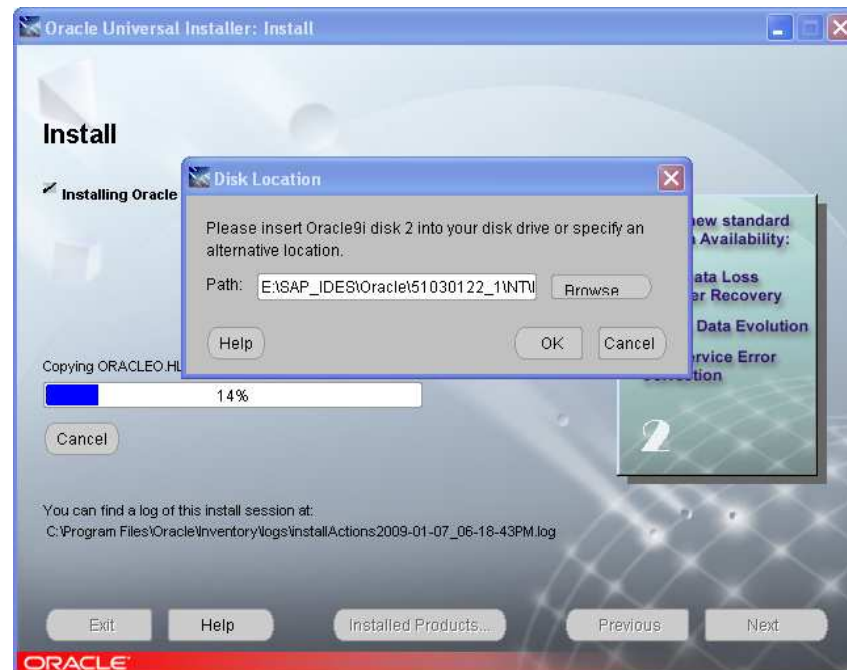 Oracle Universal Installer: Install
Install
Installing Oracle
Disk Location
Please insert Oracle9i disk 2 into your disk drive or specify an
alternative location.
Path: E:\SAP_IDES\Oracle\51030122_1\NT\I
Browse
Help
OK
Cancel
new standard
Availability:
ata Loss
er Recovery
Data Evolution
ervice Error
Correction
2
Copying ORACLEO.HL
14%
Cancel
You can find a log of this install session at:
C:\Program Files\Oracle\Inventory\logs\installActions2009-01-07_06-18-43PM.log
Exit
Help
Installed Products...
Previous
Next
ORACLE